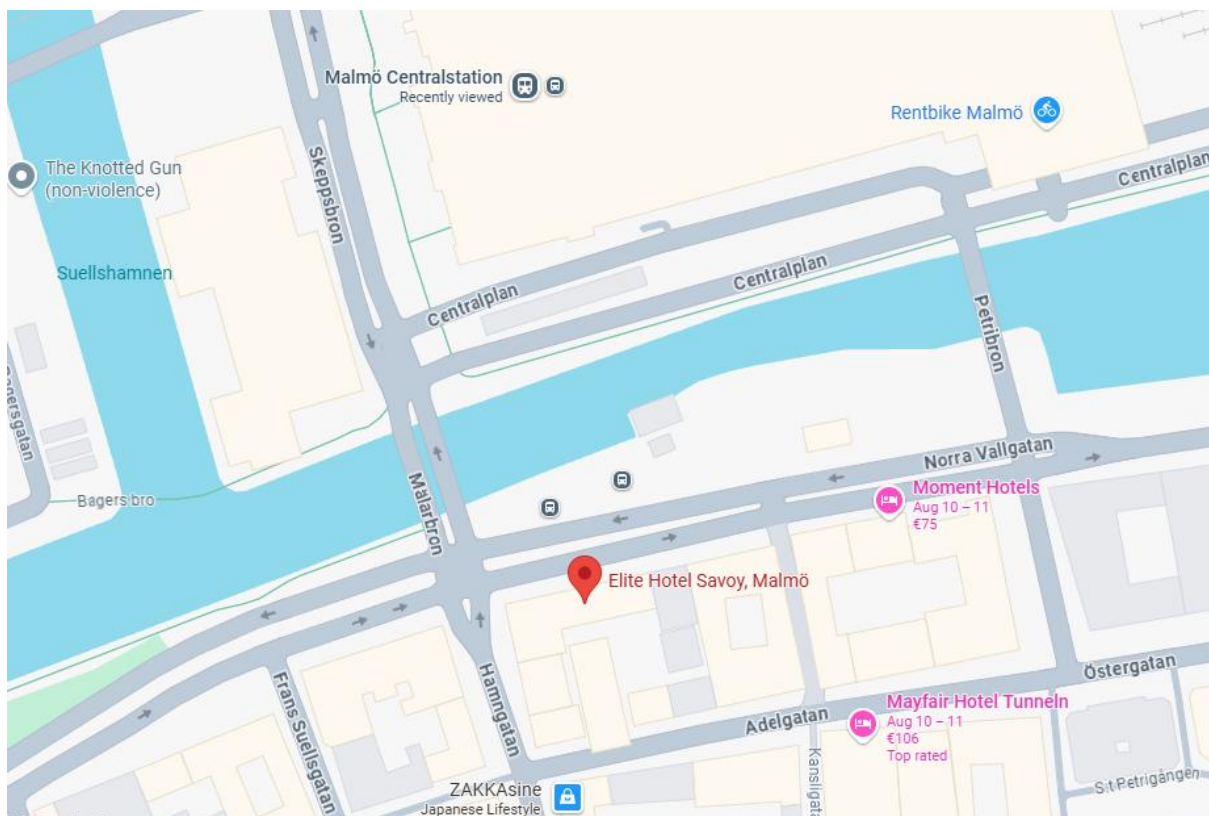 Malmö Centralstation
Recently viewed
Rentbike Malmö
The Knotted Gun
(non-violence)
Skeppsbron
Centralplan
Suellshamnen
Centralplan
Centralplan
Petribron
Bagersgatan
Norra Vallgatan
Mälarbron
Bagers bro
Moment Hotels
Aug 10 – 11
€75
Elite Hotel Savoy, Malmö
Östergatan
Frans Suellsgatan
Hamngatan
Mayfair Hotel Tunneln
Aug 10 – 11
€106
Top rated
Adelgatan
Kansligata
S:t Petrigången
ZAKKAsine
Japanese Lifestyle